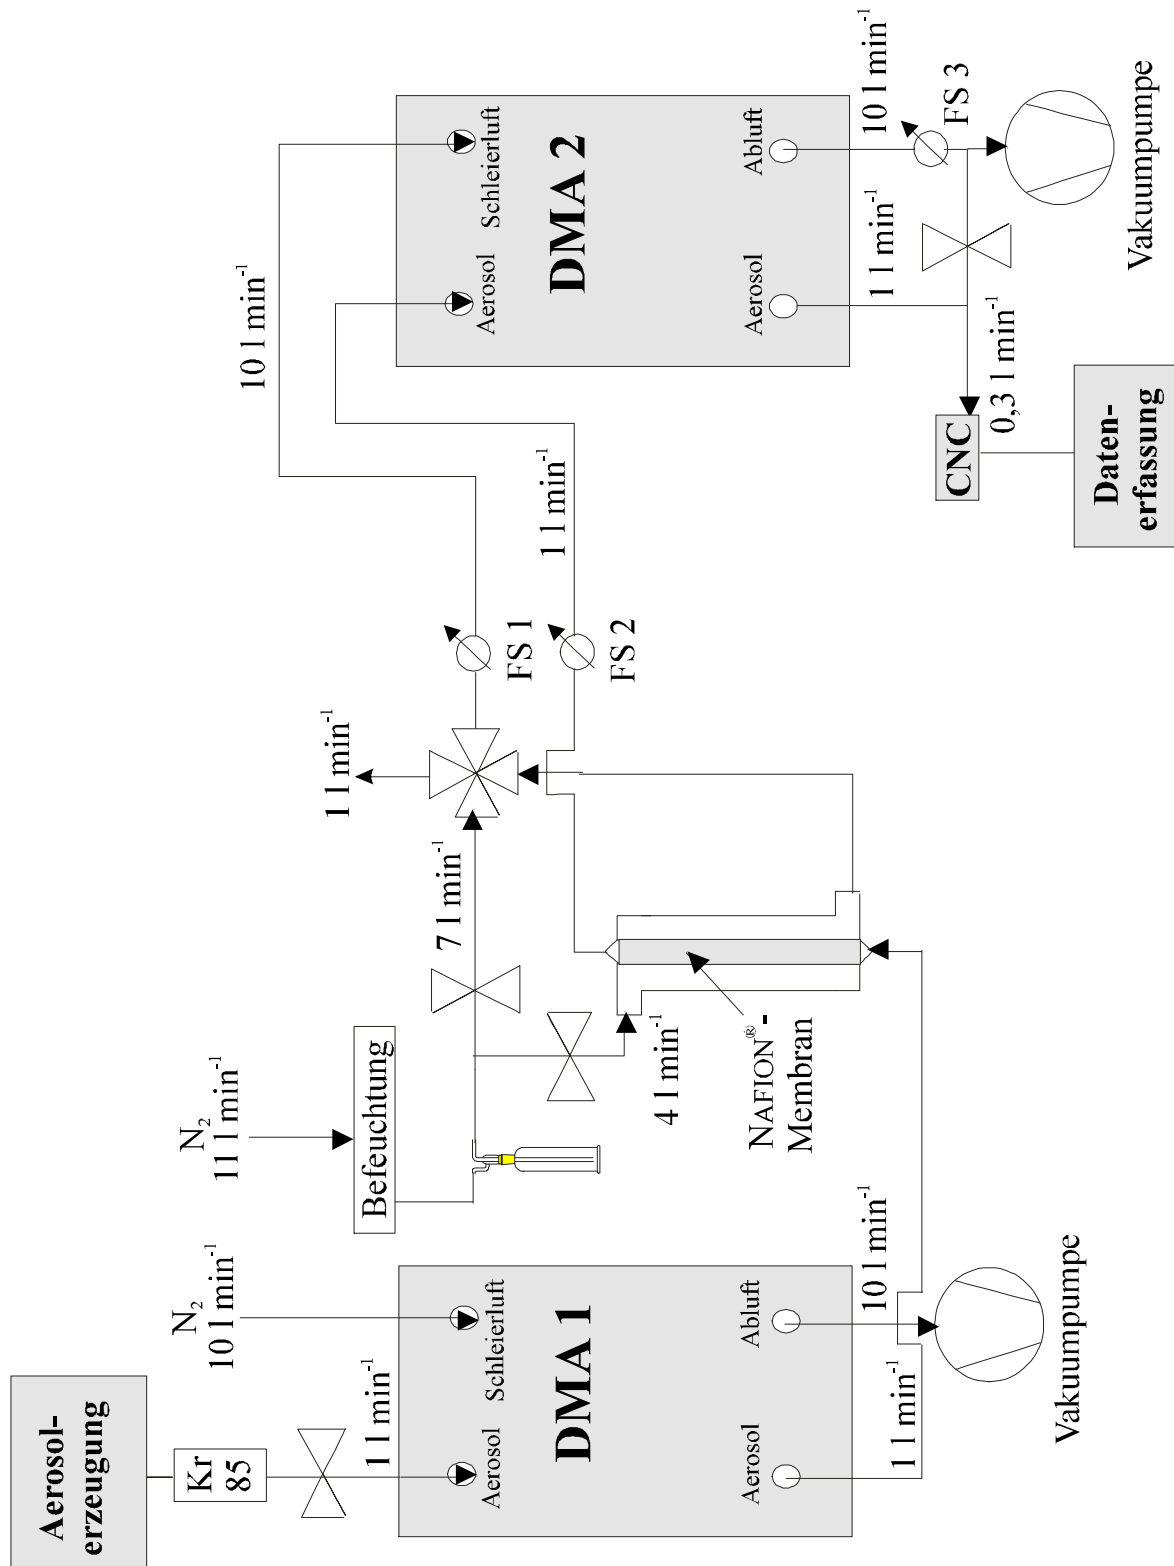 Aerosol-
erzeugung
Kr
85
1 l min⁻¹
N₂
10 l min⁻¹
Aerosol
Schleierluft
DMA 1
Aerosol
Abluft
1 l min⁻¹
10 l min⁻¹
Vakuumpumpe
N₂
11 l min⁻¹
Befeuchtung
7 l min⁻¹
4 l min⁻¹
NAFION®-
Membran
1 l min⁻¹
FS 1
FS 2
1 l min⁻¹
10 l min⁻¹
Aerosol
Schleierluft
DMA 2
Aerosol
Abluft
1 l min⁻¹
10 l min⁻¹
FS 3
Vakuumpumpe
0,3 l min⁻¹
CNC
Daten-
erfassung